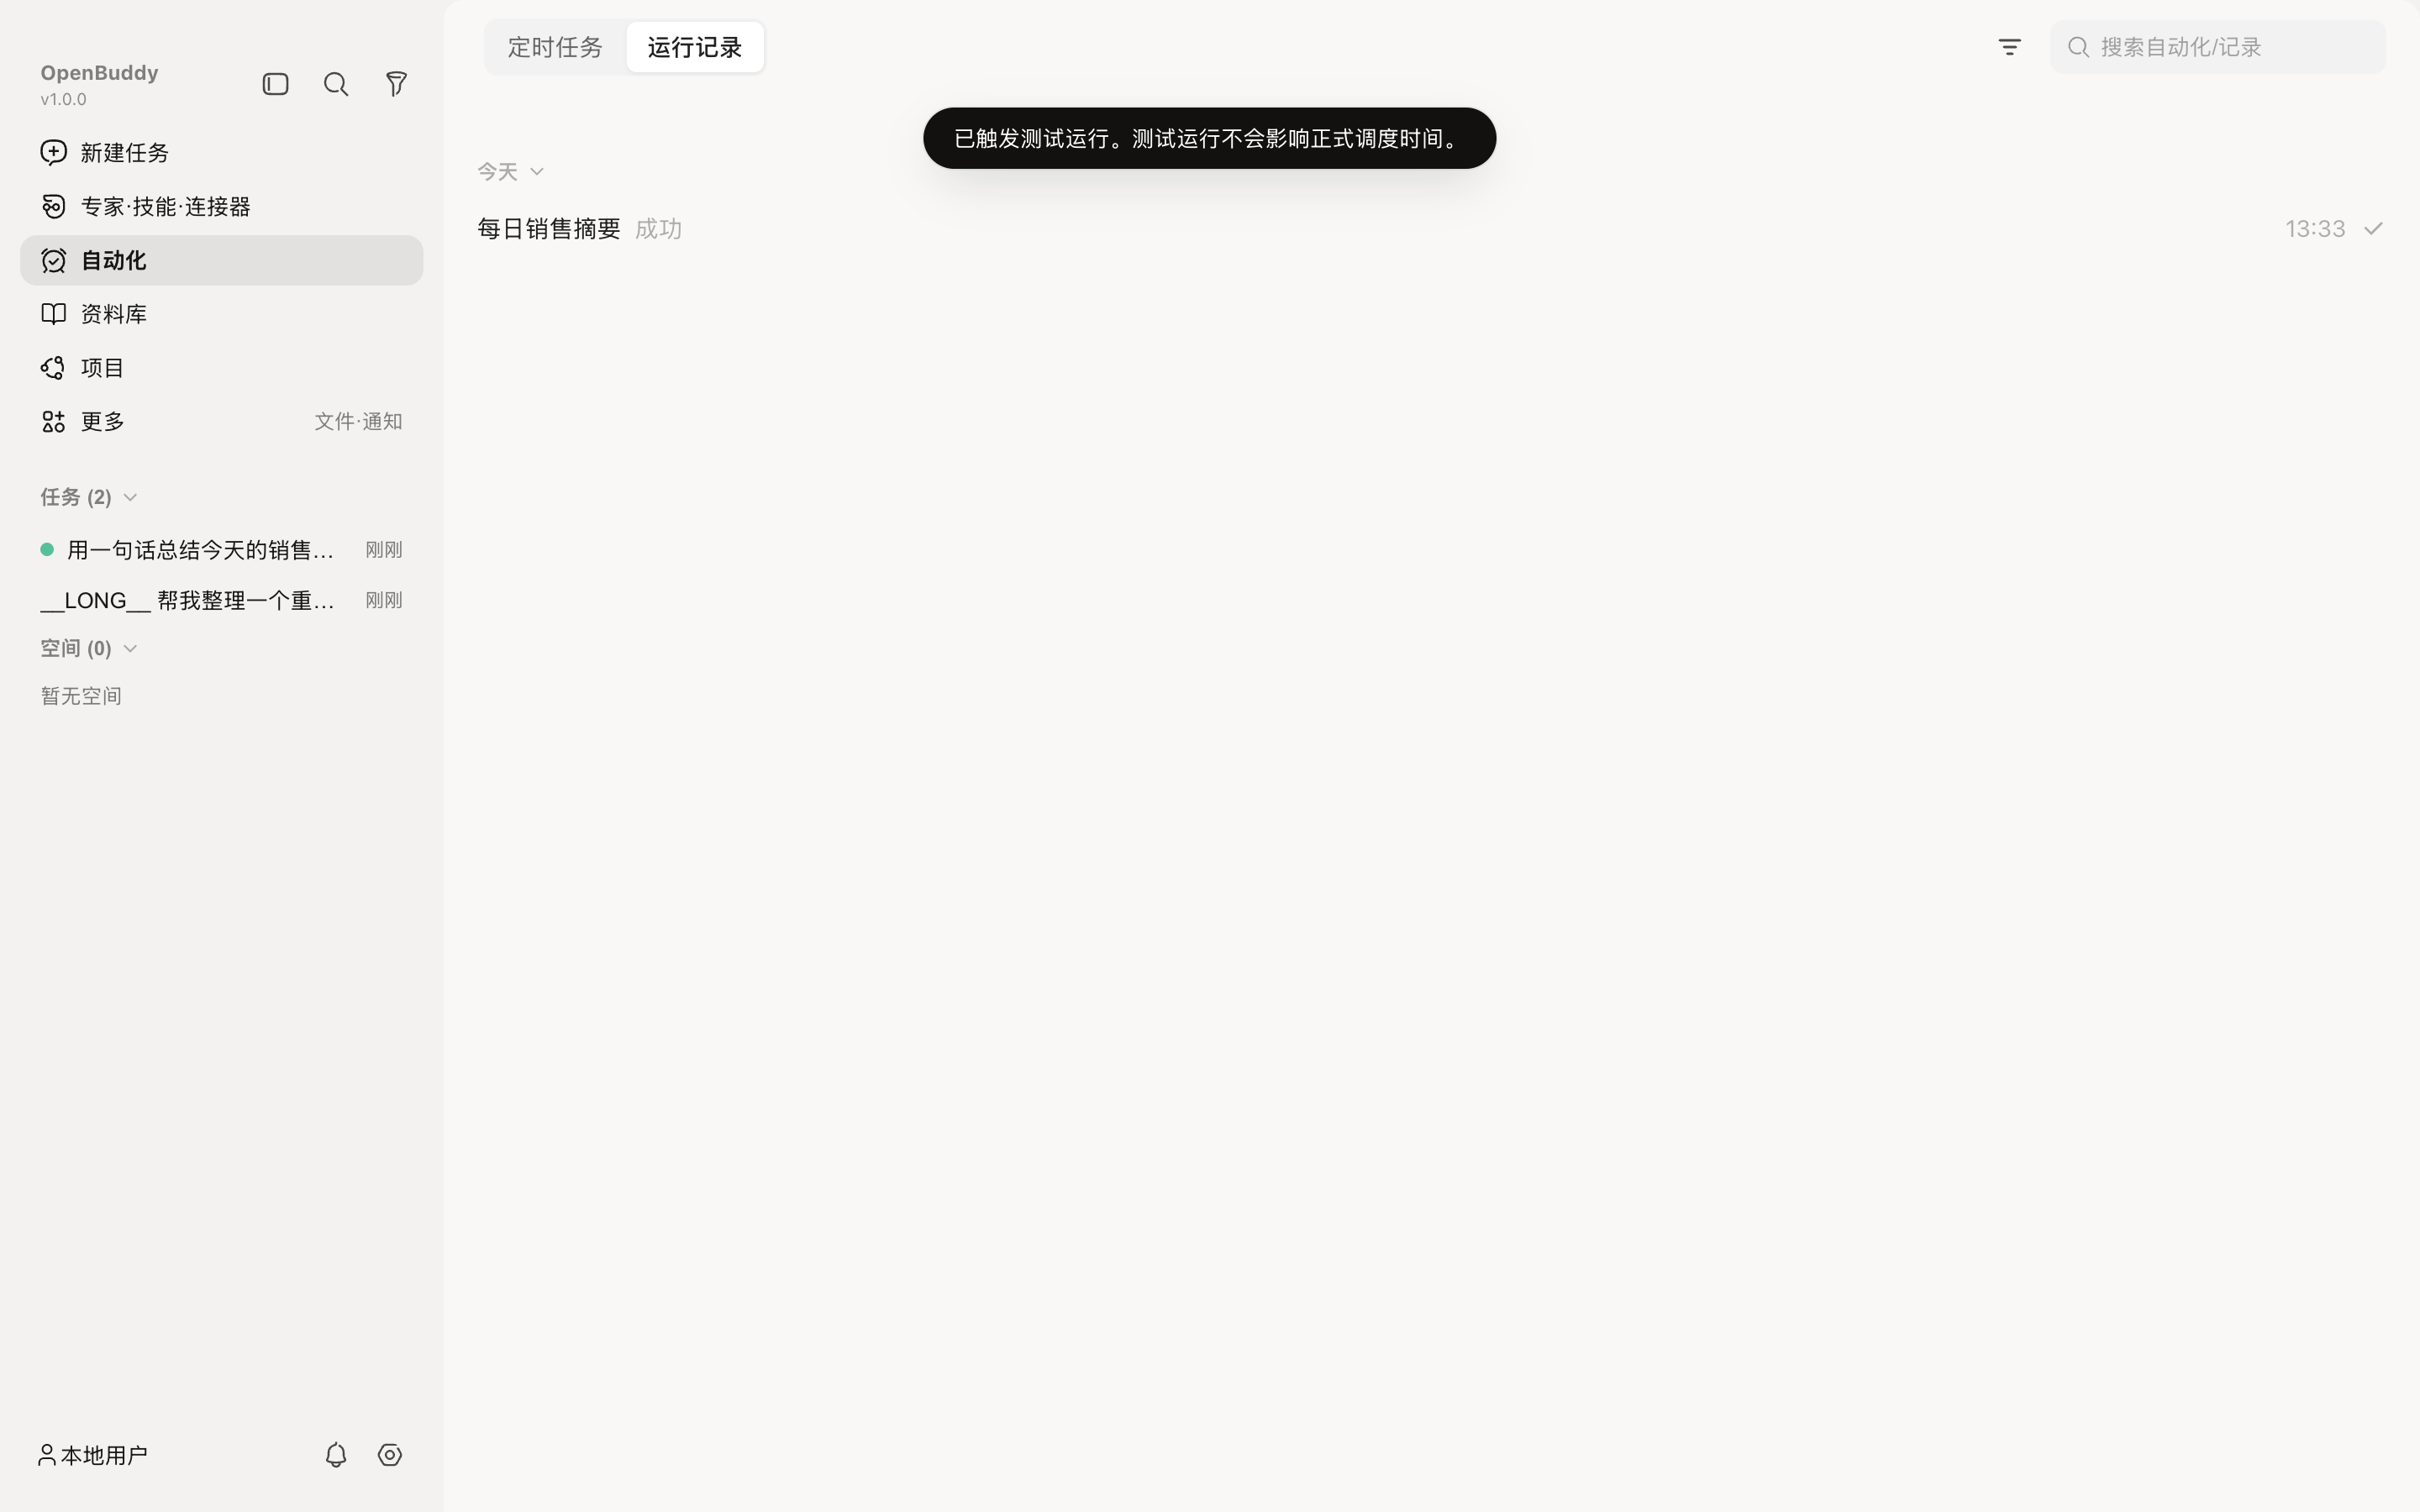 OpenBuddy
v1.0.0
新建任务
专家·技能·连接器
自动化
资料库
项目
更多 文件·通知
任务 (2)
用一句话总结今天的销售... 刚刚
__LONG__ 帮我整理一个重... 刚刚
空间 (0)
暂无空间
本地用户
定时任务 运行记录
搜索自动化/记录
已触发测试运行。测试运行不会影响正式调度时间。
今天
每日销售摘要 成功 13:33